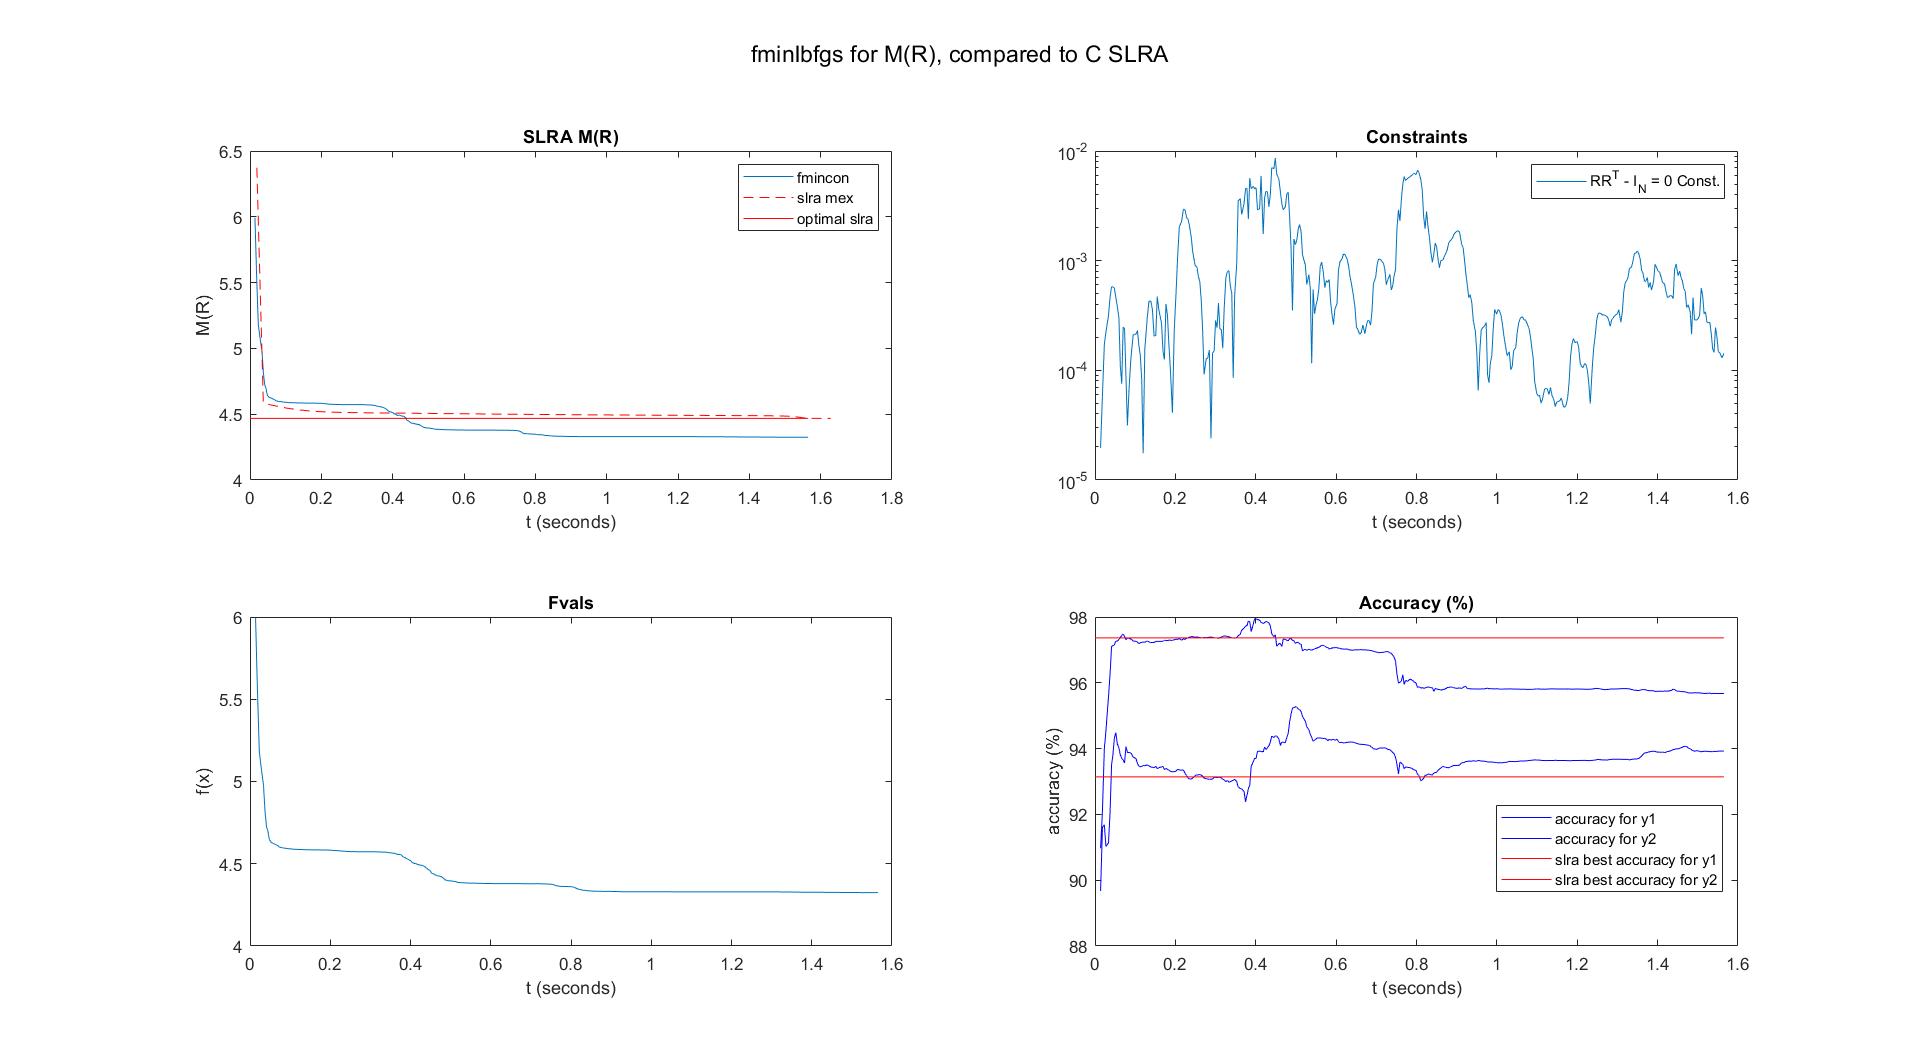 fminlbfgs for M(R), compared to C SLRA
SLRA M(R)
6.5
6
5.5
5
4.5
4
M(R)
0 0.2 0.4 0.6 0.8 1 1.2 1.4 1.6 1.8
t (seconds)
fmincon
slra mex
optimal slra
Constraints
10^-2
10^-3
10^-4
10^-5
0 0.2 0.4 0.6 0.8 1 1.2 1.4 1.6
t (seconds)
RR^T - I_N = 0 Const.
Fvals
6
5.5
5
4.5
4
f(x)
0 0.2 0.4 0.6 0.8 1 1.2 1.4 1.6
t (seconds)
Accuracy (%)
98
96
94
92
90
88
accuracy (%)
0 0.2 0.4 0.6 0.8 1 1.2 1.4 1.6
t (seconds)
accuracy for y1
accuracy for y2
slra best accuracy for y1
slra best accuracy for y2